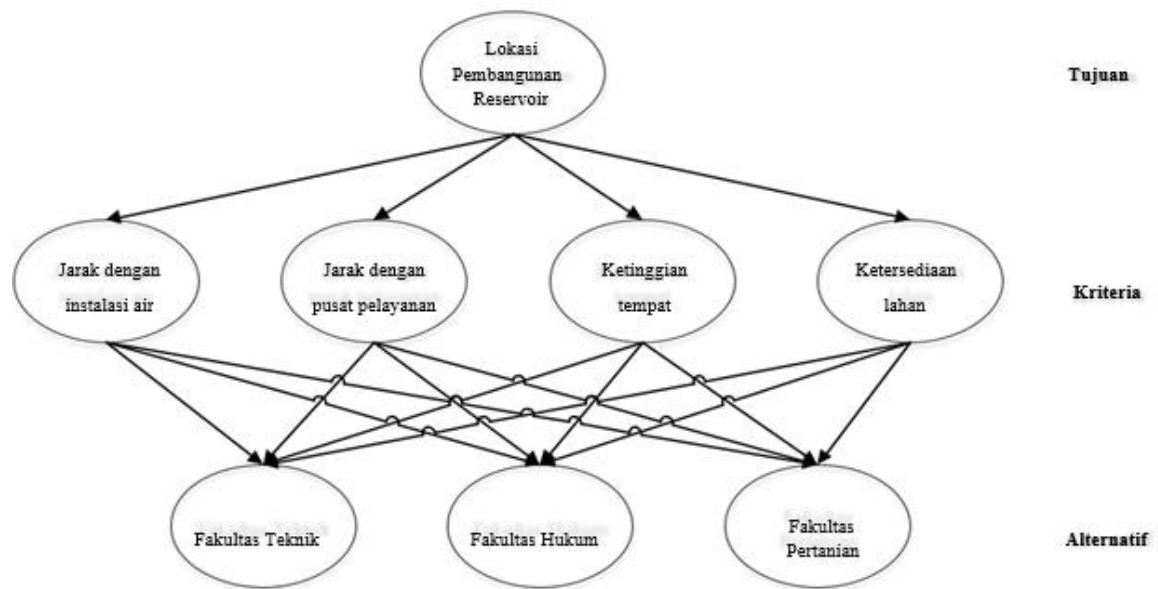 Lokasi
Pembangunan
Reservoir
Tujuan
Jarak dengan
instalasi air
Jarak dengan
pusat pelayanan
Ketinggian
tempat
Ketersediaan
lahan
Kriteria
Fakultas Teknik
Fakultas Hukum
Fakultas
Pertanian
Alternatif